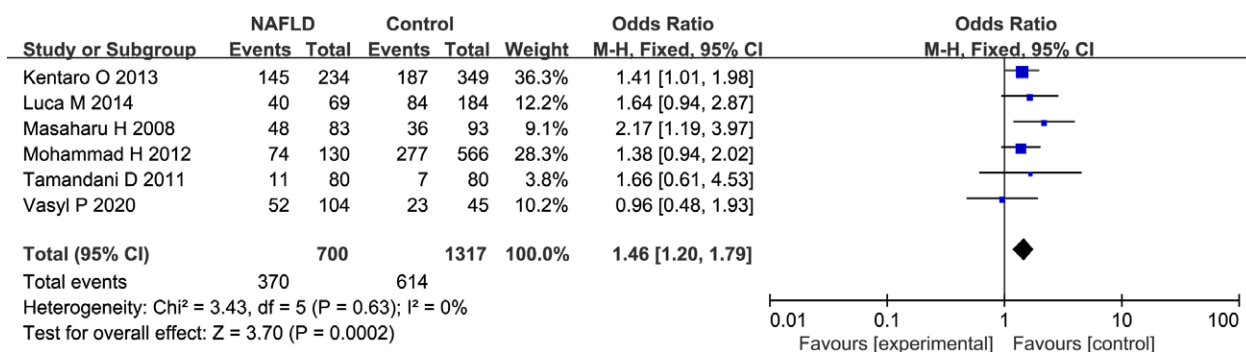 NAFLD Control Odds Ratio Odds Ratio
Study or Subgroup Events Total Events Total Weight M-H, Fixed, 95% CI M-H, Fixed, 95% CI
Kentaro O 2013 145 234 187 349 36.3% 1.41 [1.01, 1.98]
Luca M 2014 40 69 84 184 12.2% 1.64 [0.94, 2.87]
Masaharu H 2008 48 83 36 93 9.1% 2.17 [1.19, 3.97]
Mohammad H 2012 74 130 277 566 28.3% 1.38 [0.94, 2.02]
Tamandani D 2011 11 80 7 80 3.8% 1.66 [0.61, 4.53]
Vasyl P 2020 52 104 23 45 10.2% 0.96 [0.48, 1.93]
Total (95% CI) 700 1317 100.0% 1.46 [1.20, 1.79]
Total events 370 614
Heterogeneity: Chi² = 3.43, df = 5 (P = 0.63); I² = 0%
Test for overall effect: Z = 3.70 (P = 0.0002)
0.01 0.1 1 10 100
Favours [experimental] Favours [control]